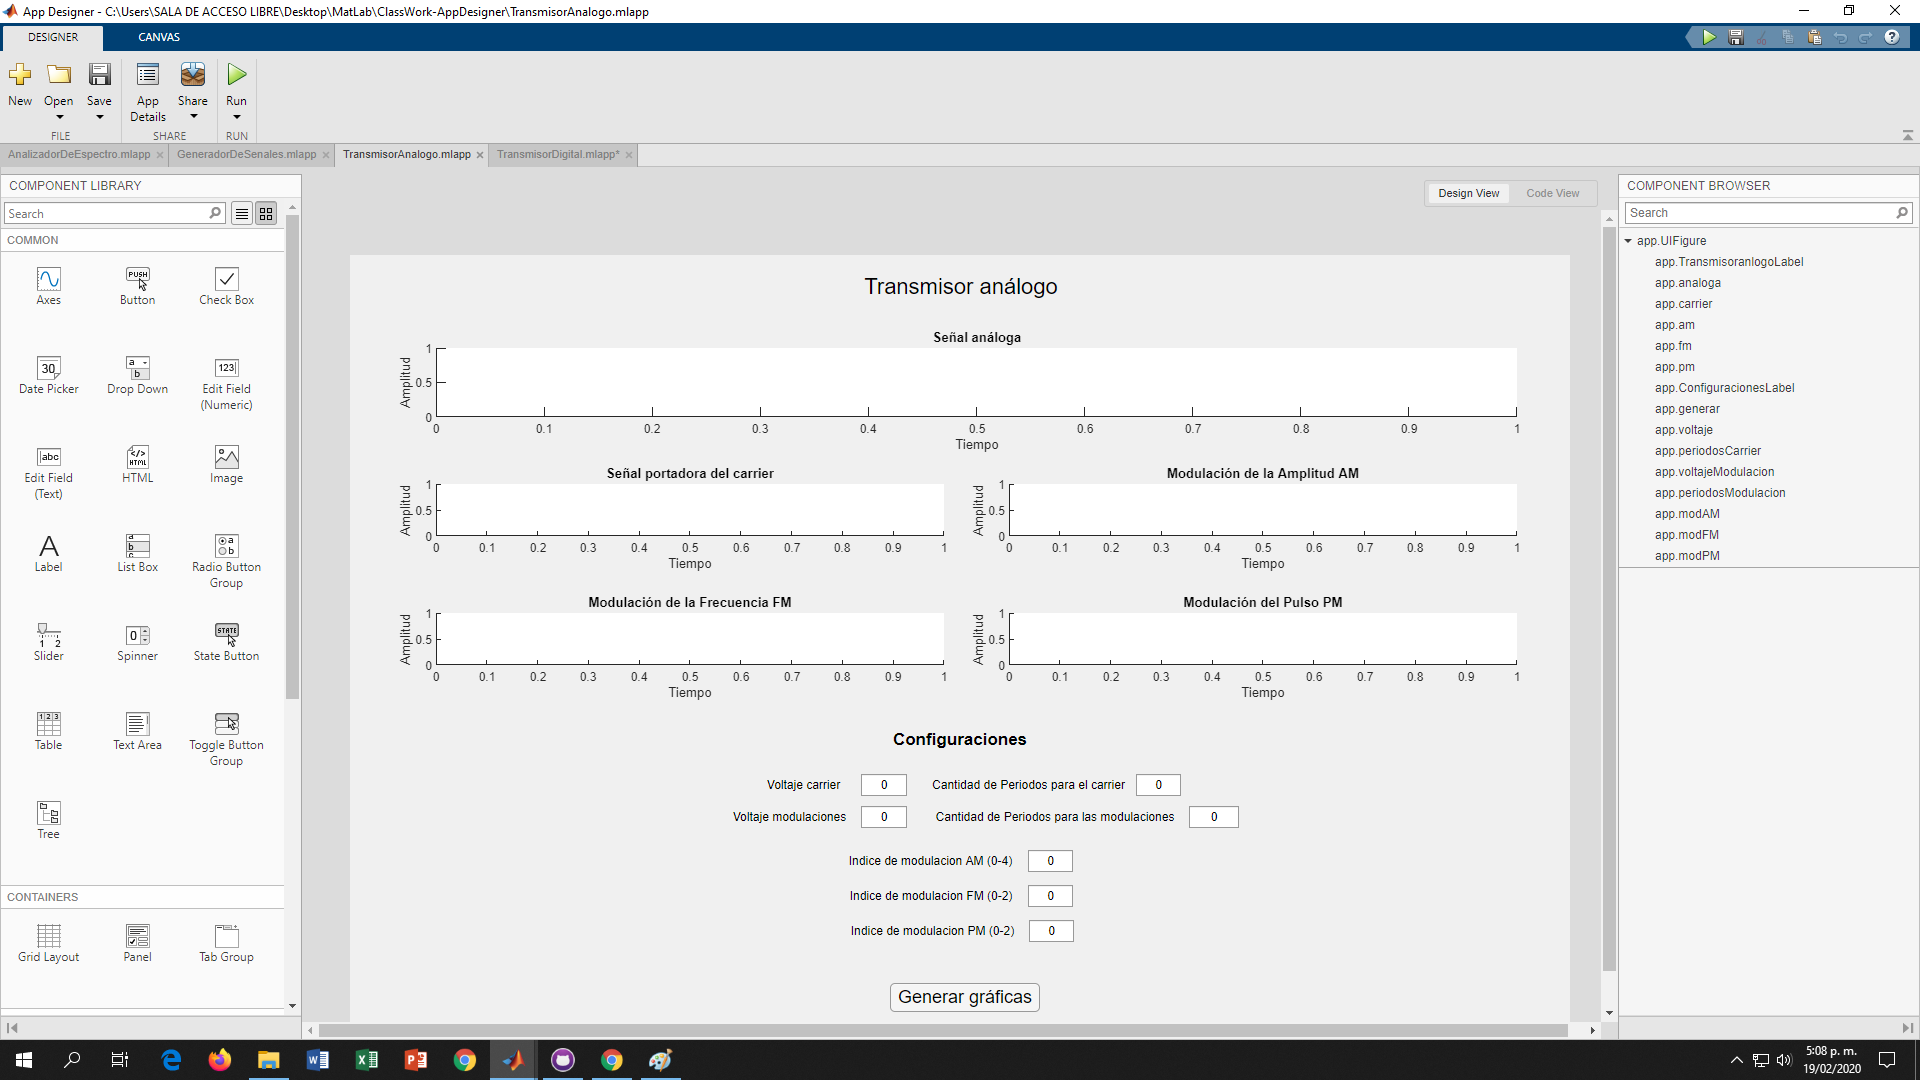 App Designer - C:\Users\SALA DE ACCESO LIBRE\Desktop\MatLab\ClassWork-AppDesigner\TransmisorAnalogo.mlapp
DESIGNER CANVAS
New Open Save App Details Share Run
FILE SHARE RUN
AnalizadorDeEspectro.mlapp GeneradorDeSenales.mlapp TransmisorAnalogo.mlapp TransmisorDigital.mlapp*
COMPONENT LIBRARY
Search
COMMON
Axes
PUSH
Button
Check Box
30
Date Picker
a
b
Drop Down
123
Edit Field
(Numeric)
abc
Edit Field
(Text)
</>
HTML
HTML
Image
A
Label
a
b
c
List Box
a
b
Radio Button
Group
1 2
Slider
0
Spinner
STATE
State Button
1 2 3
Table
Text Area
Toggle Button
Group
Tree
CONTAINERS
Grid Layout
Panel
Tab Group
Design View Code View
Transmisor análogo
Señal análoga
Amplitud
1
0.5
0
0 0.1 0.2 0.3 0.4 0.5 0.6 0.7 0.8 0.9 1
Tiempo
Señal portadora del carrier
Amplitud
1
0.5
0
0 0.1 0.2 0.3 0.4 0.5 0.6 0.7 0.8 0.9 1
Tiempo
Modulación de la Amplitud AM
Amplitud
1
0.5
0
0 0.1 0.2 0.3 0.4 0.5 0.6 0.7 0.8 0.9 1
Tiempo
Modulación de la Frecuencia FM
Amplitud
1
0.5
0
0 0.1 0.2 0.3 0.4 0.5 0.6 0.7 0.8 0.9 1
Tiempo
Modulación del Pulso PM
Amplitud
1
0.5
0
0 0.1 0.2 0.3 0.4 0.5 0.6 0.7 0.8 0.9 1
Tiempo
Configuraciones
Voltaje carrier 0 Cantidad de Periodos para el carrier 0
Voltaje modulaciones 0 Cantidad de Periodos para las modulaciones 0
Indice de modulacion AM (0-4) 0
Indice de modulacion FM (0-2) 0
Indice de modulacion PM (0-2) 0
Generar gráficas
COMPONENT BROWSER
Search
app.UIFigure
app.TransmisoranlogoLabel
app.analoga
app.carrier
app.am
app.fm
app.pm
app.ConfiguracionesLabel
app.generar
app.voltaje
app.periodosCarrier
app.voltajeModulacion
app.periodosModulacion
app.modAM
app.modFM
app.modPM
5:08 p. m.
19/02/2020